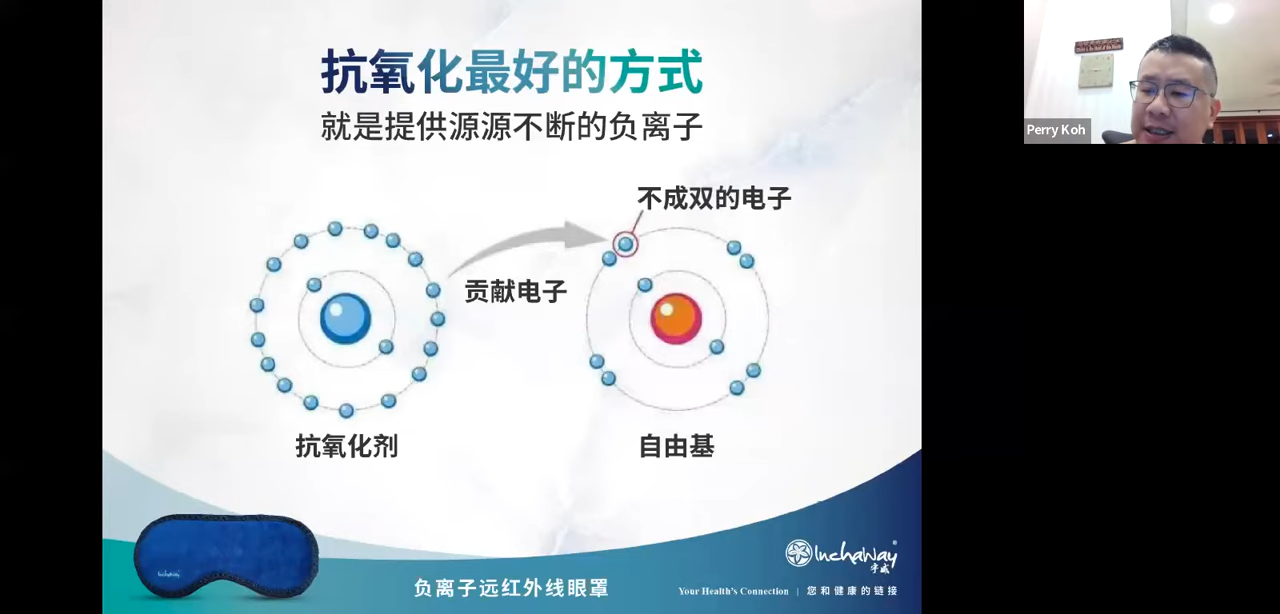 抗氧化最好的方式
就是提供源源不断的负离子
不成双的电子
贡献电子
抗氧化剂
自由基
Inchaway
负离子远红外线眼罩
Inchaway®
宇威
Your Health's Connection | 您和健康的链接
Perry Koh